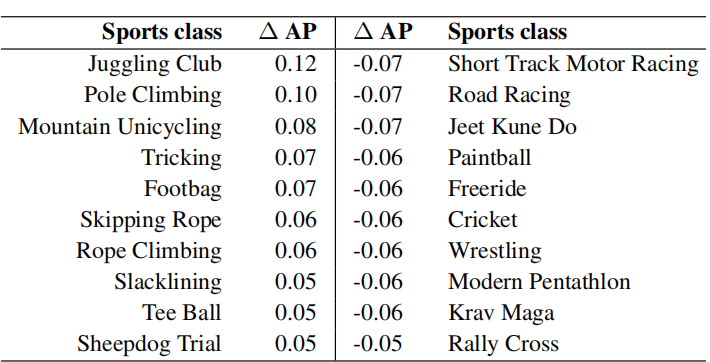 Sports class Δ AP Δ AP Sports class
Juggling Club 0.12 -0.07 Short Track Motor Racing
Pole Climbing 0.10 -0.07 Road Racing
Mountain Unicycling 0.08 -0.07 Jeet Kune Do
Tricking 0.07 -0.06 Paintball
Footbag 0.07 -0.06 Freeride
Skipping Rope 0.06 -0.06 Cricket
Rope Climbing 0.06 -0.06 Wrestling
Slacklining 0.05 -0.06 Modern Pentathlon
Tee Ball 0.05 -0.06 Krav Maga
Sheepdog Trial 0.05 -0.05 Rally Cross